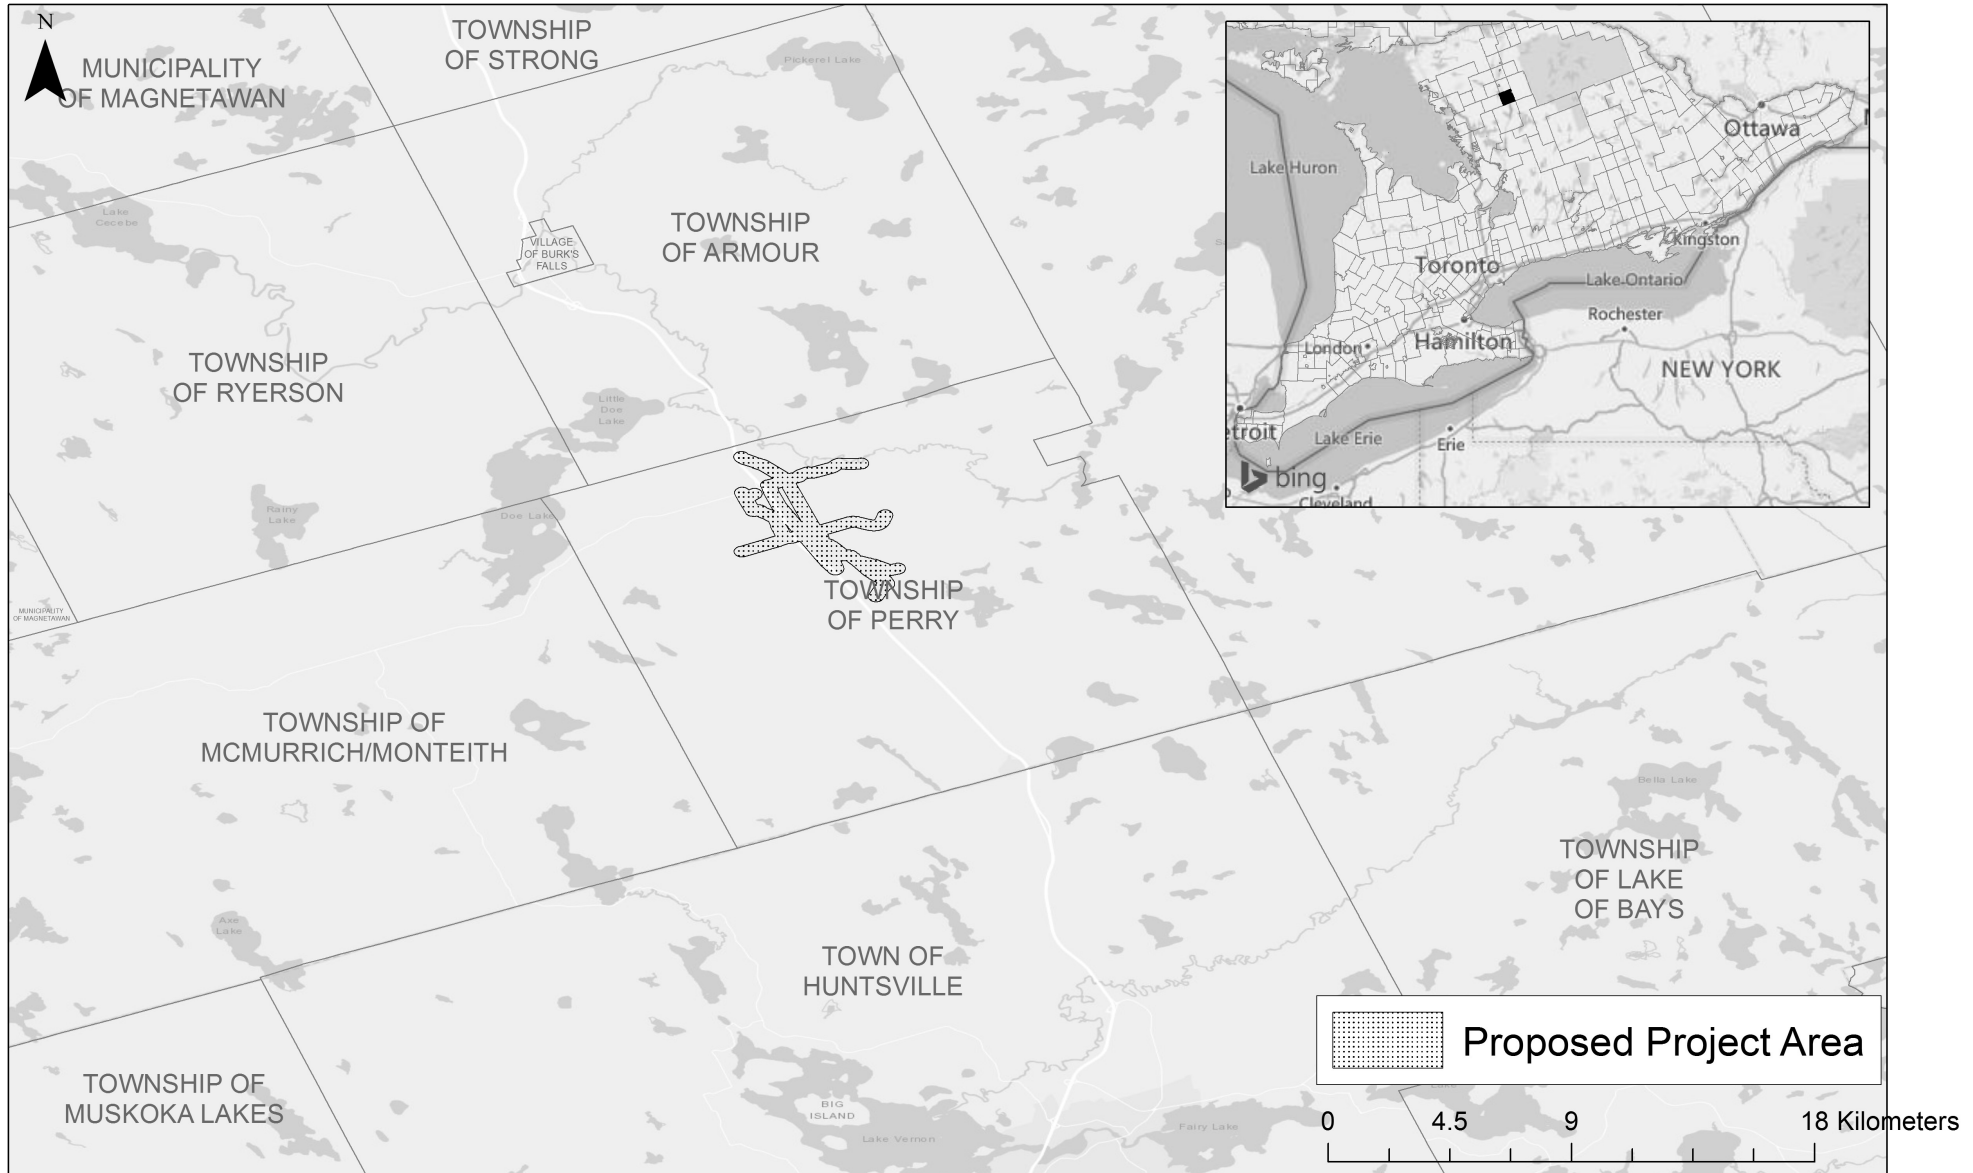 N
MUNICIPALITY
OF MAGNETAWAN
TOWNSHIP
OF STRONG
Pickerel Lake
Lake
Cecebe
VILLAGE
OF BURK'S
FALLS
TOWNSHIP
OF ARMOUR
TOWNSHIP
OF RYERSON
Little
Doe
Lake
Rainy
Lake
Doe Lake
MUNICIPALITY
OF MAGNETAWAN
TOWNSHIP
OF PERRY
TOWNSHIP OF
MCMURRICH/MONTEITH
Bella Lake
TOWNSHIP
OF LAKE
OF BAYS
Axe
Lake
TOWN OF
HUNTSVILLE
TOWNSHIP OF
MUSKOKA LAKES
BIG
ISLAND
Lake Vernon
Fairy Lake
Lake
Ottawa
Lake Huron
Kingston
Toronto
Lake Ontario
Rochester
London
Hamilton
NEW YORK
etroit
Lake Erie
Erie
bing
Cleveland
Proposed Project Area
0 4.5 9 18 Kilometers